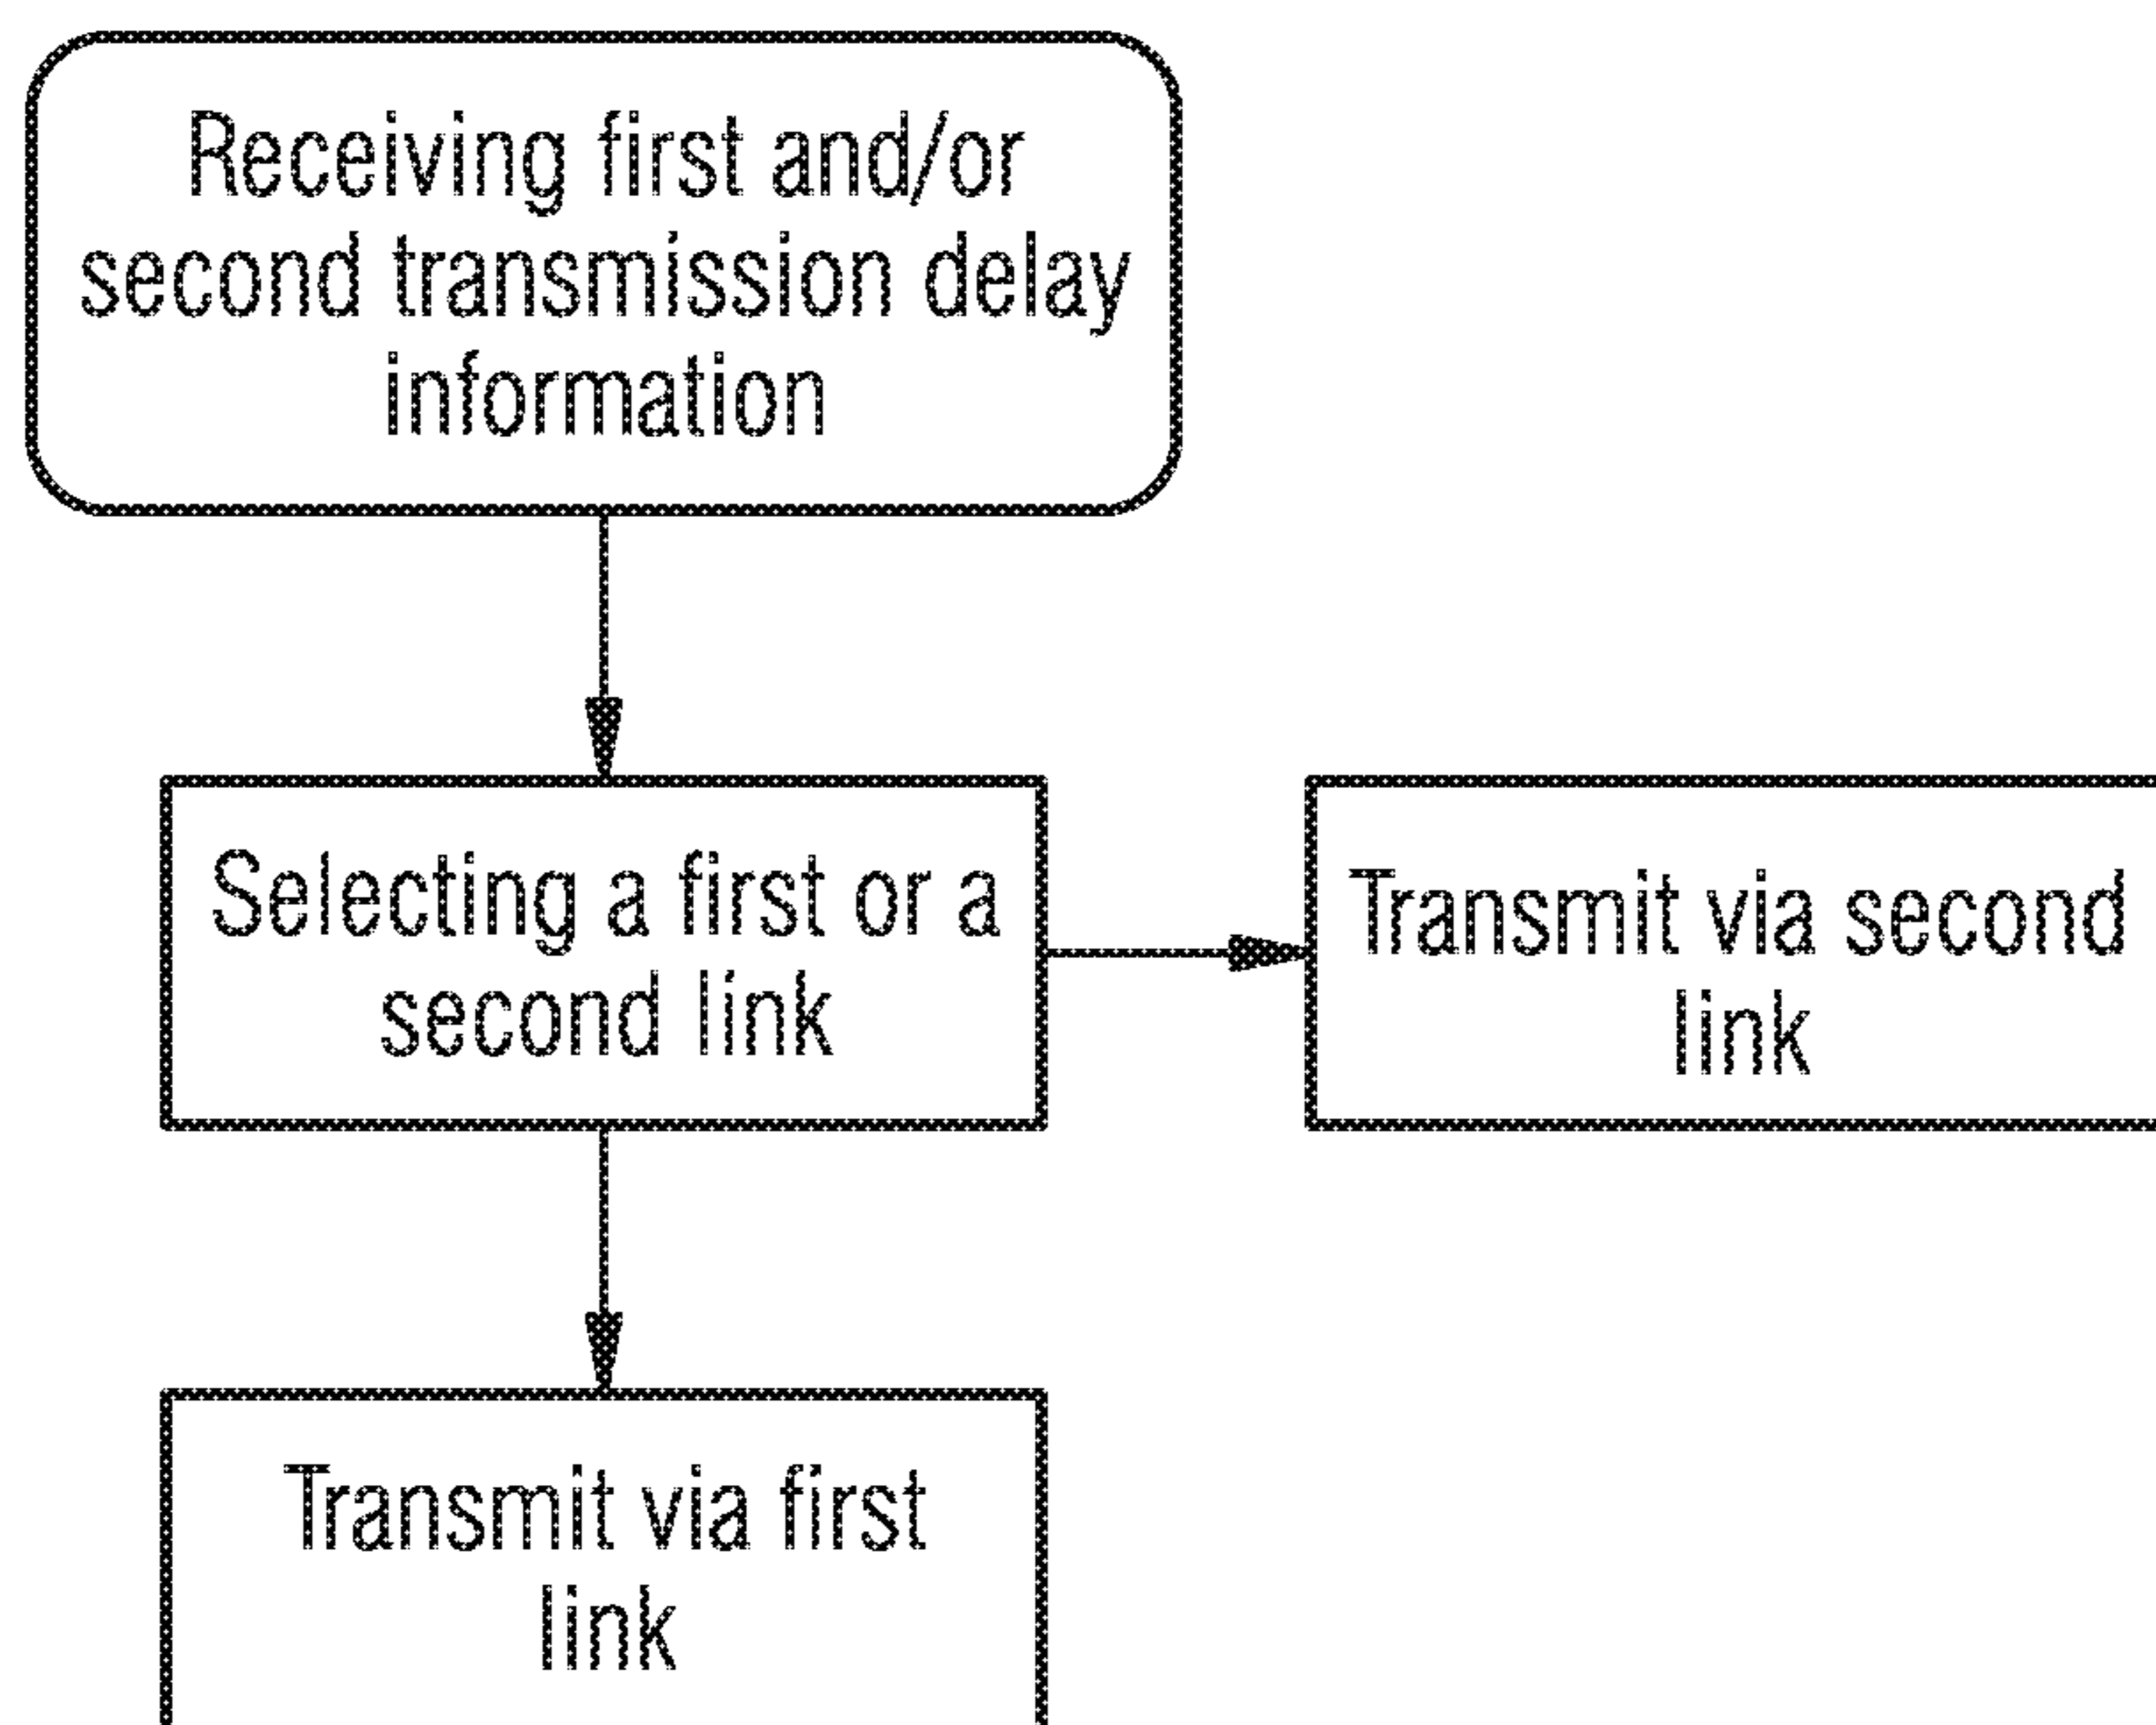 Receiving first and/or
second transmission delay
information
Selecting a first or a
second link
Transmit via second
link
Transmit via first
link